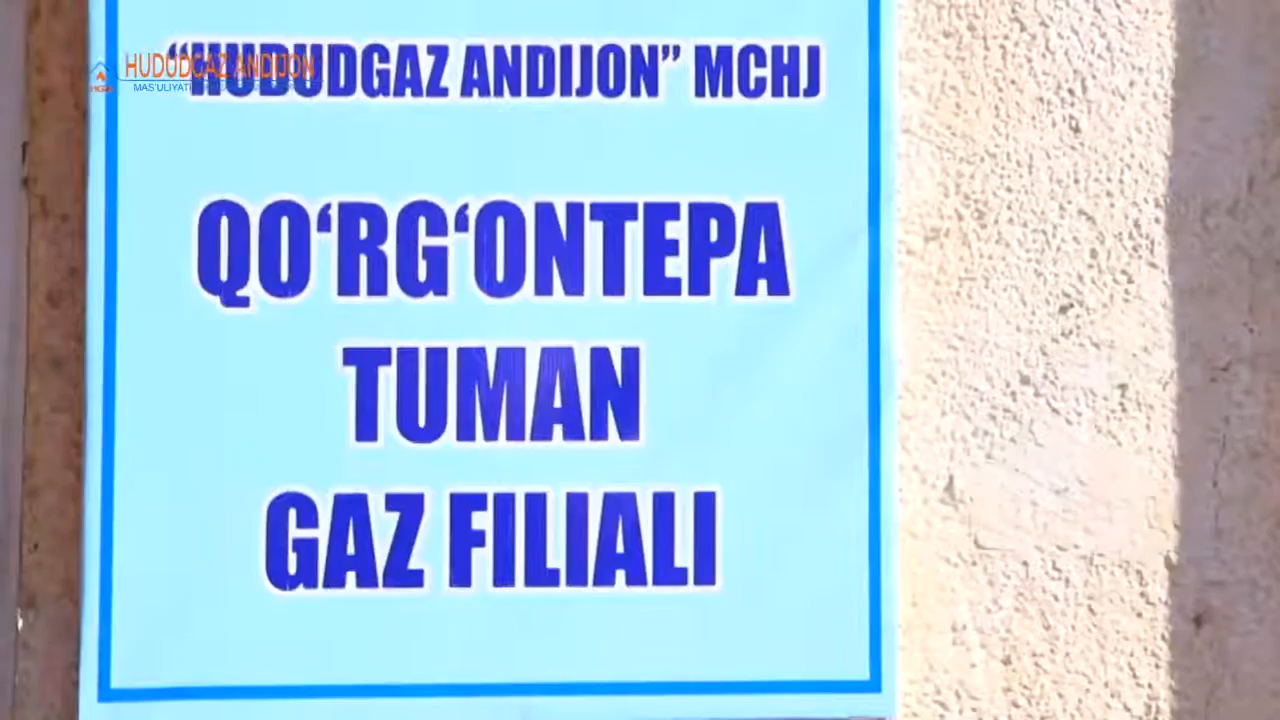 "HUDUDGAZ ANDIJON" MCHJ
HUDUDGAZ ANDIJON
MAS'ULIYATI
QO‘RG‘ONTEPA
TUMAN
GAZ FILIALI